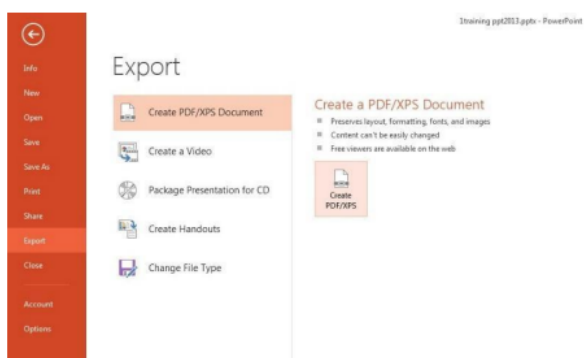 1training ppt2013.pptx - PowerPoint
Info
New
Open
Save
Save As
Print
Share
Export
Close
Account
Options
Export
Create PDF/XPS Document
Create a Video
Package Presentation for CD
Create Handouts
Change File Type
Create a PDF/XPS Document
Preserves layout, formatting, fonts, and images
Content can't be easily changed
Free viewers are available on the web
Create
PDF/XPS